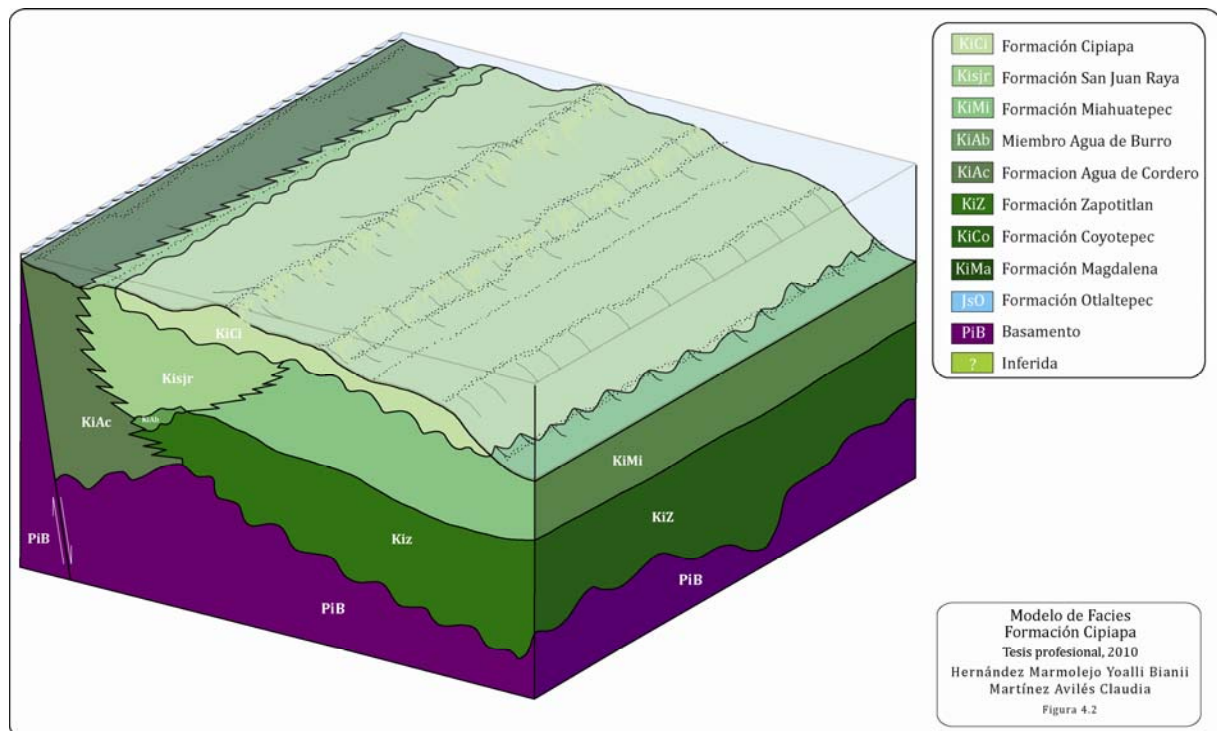 KiCi Formación Cipiapa
Kisjr Formación San Juan Raya
KiMi Formación Miahuatepec
KiAb Miembro Agua de Burro
KiAc Formacion Agua de Cordero
KiZ Formación Zapotitlan
KiCo Formación Coyotepec
KiMa Formación Magdalena
JsO Formación Otlaltepec
PiB Basamento
? Inferida
KiCi
Kisjr
KiAb
KiAc
KiMi
KiZ
Kiz
PiB
PiB
PiB
Modelo de Facies
Formación Cipiapa
Tesis profesional, 2010
Hernández Marmolejo Yoalli Bianii
Martínez Avilés Claudia
Figura 4.2